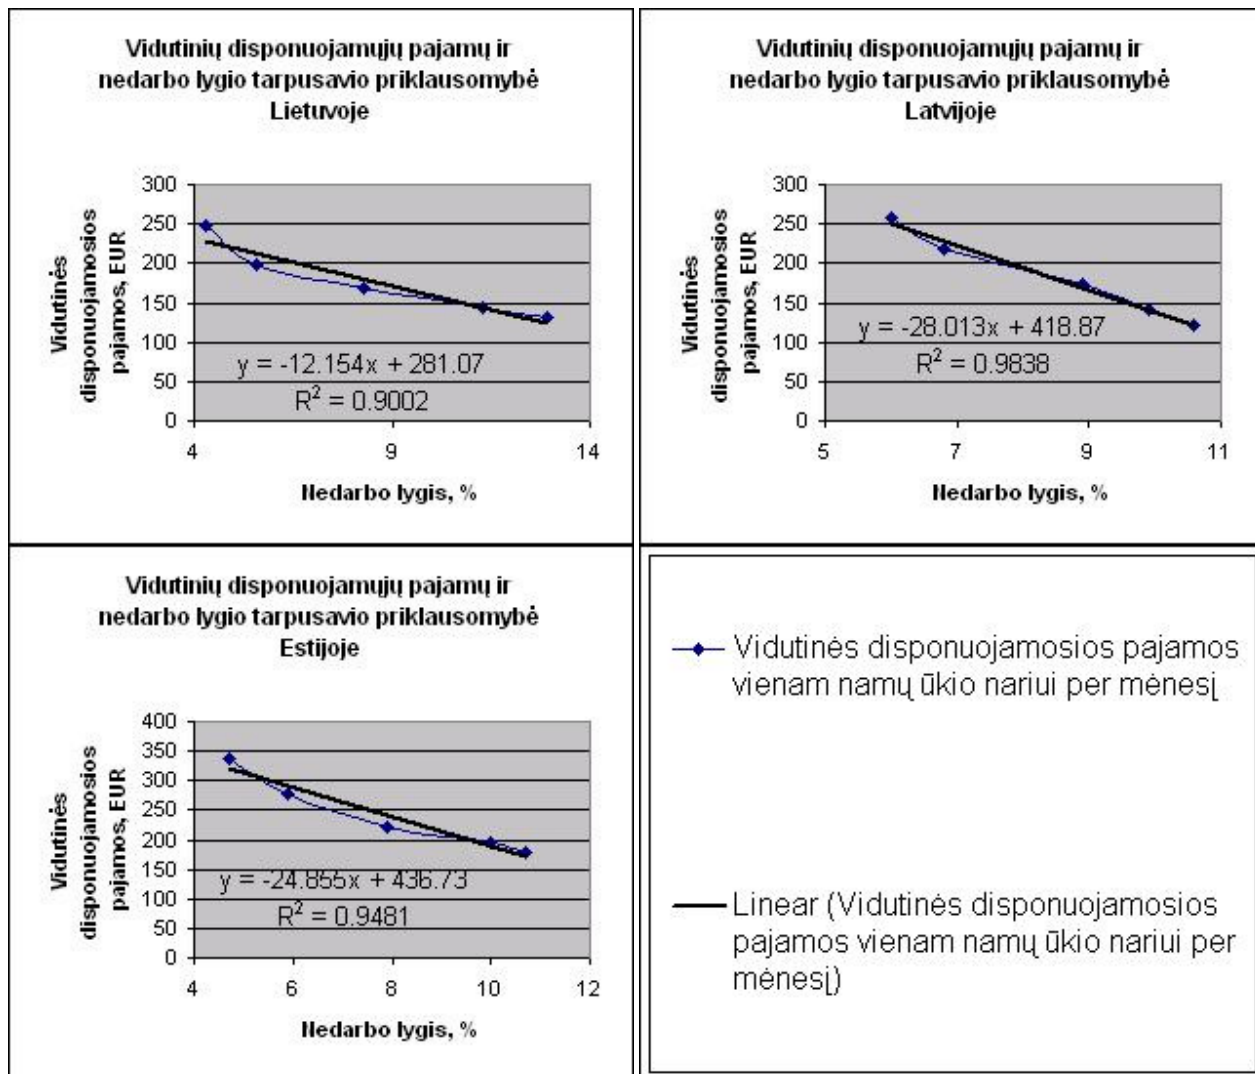 Vidutinių disponuojamųjų pajamų ir
nedarbo lygio tarpusavio priklausomybė
Lietuvoje
300
250
200
150
100
50
0
Vidutinės
disponuojamosios
pajamos, EUR
y = -12.154x + 281.07
R² = 0.9002
4 9 14
Nedarbo lygis, %
Vidutinių disponuojamųjų pajamų ir
nedarbo lygio tarpusavio priklausomybė
Latvijoje
300
250
200
150
100
50
0
Vidutinės
disponuojamosios
pajamos, EUR
y = -28.013x + 418.87
R² = 0.9838
5 7 9 11
Nedarbo lygis, %
Vidutinių disponuojamųjų pajamų ir
nedarbo lygio tarpusavio priklausomybė
Estijoje
400
350
300
250
200
150
100
50
0
Vidutinės
disponuojamosios
pajamos, EUR
y = -24.855x + 436.73
R² = 0.9481
4 6 8 10 12
Nedarbo lygis, %
Vidutinės disponuojamosios pajamos
vienam namų ūkio nariui per mėnesį
Linear (Vidutinės disponuojamosios
pajamos vienam namų ūkio nariui per
mėnesį)